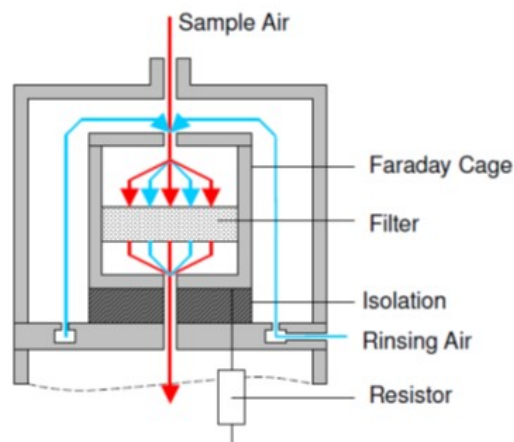 Sample Air
Faraday Cage
Filter
Isolation
Rinsing Air
Resistor